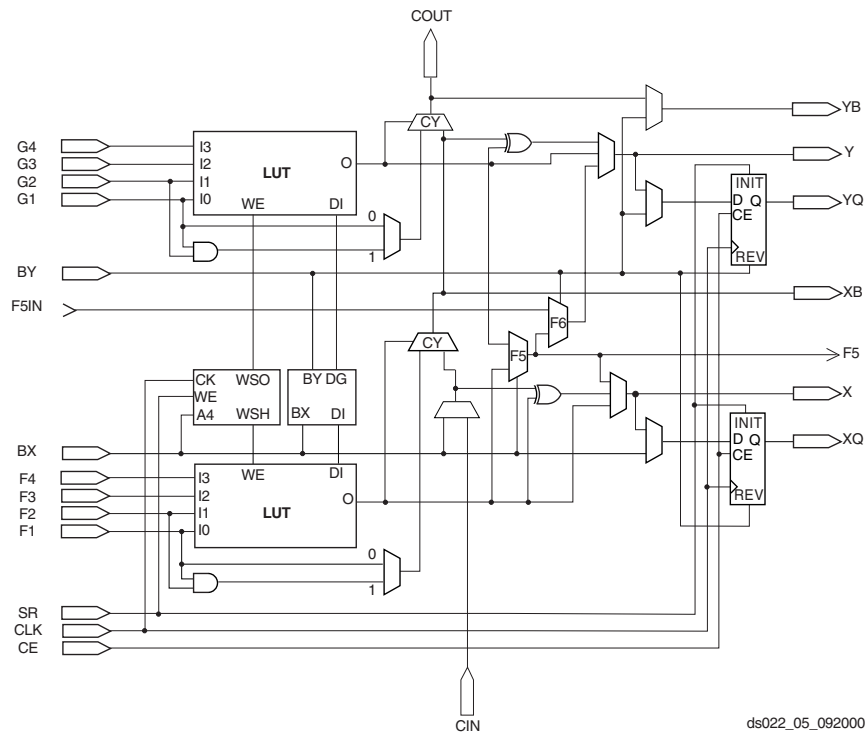 COUT
YB
CY
G4
G3
G2
G1
I3
I2
I1
I0
LUT
O
WE
DI
Y
INIT
D Q
CE
REV
YQ
0
1
BY
F5IN
XB
F6
CY
F5
F5
CK
WSO
WE
A4
WSH
BY DG
BX
DI
X
INIT
D Q
CE
REV
XQ
BX
F4
F3
F2
F1
WE
DI
I3
I2
I1
I0
LUT
O
0
1
SR
CLK
CE
CIN
ds022_05_092000